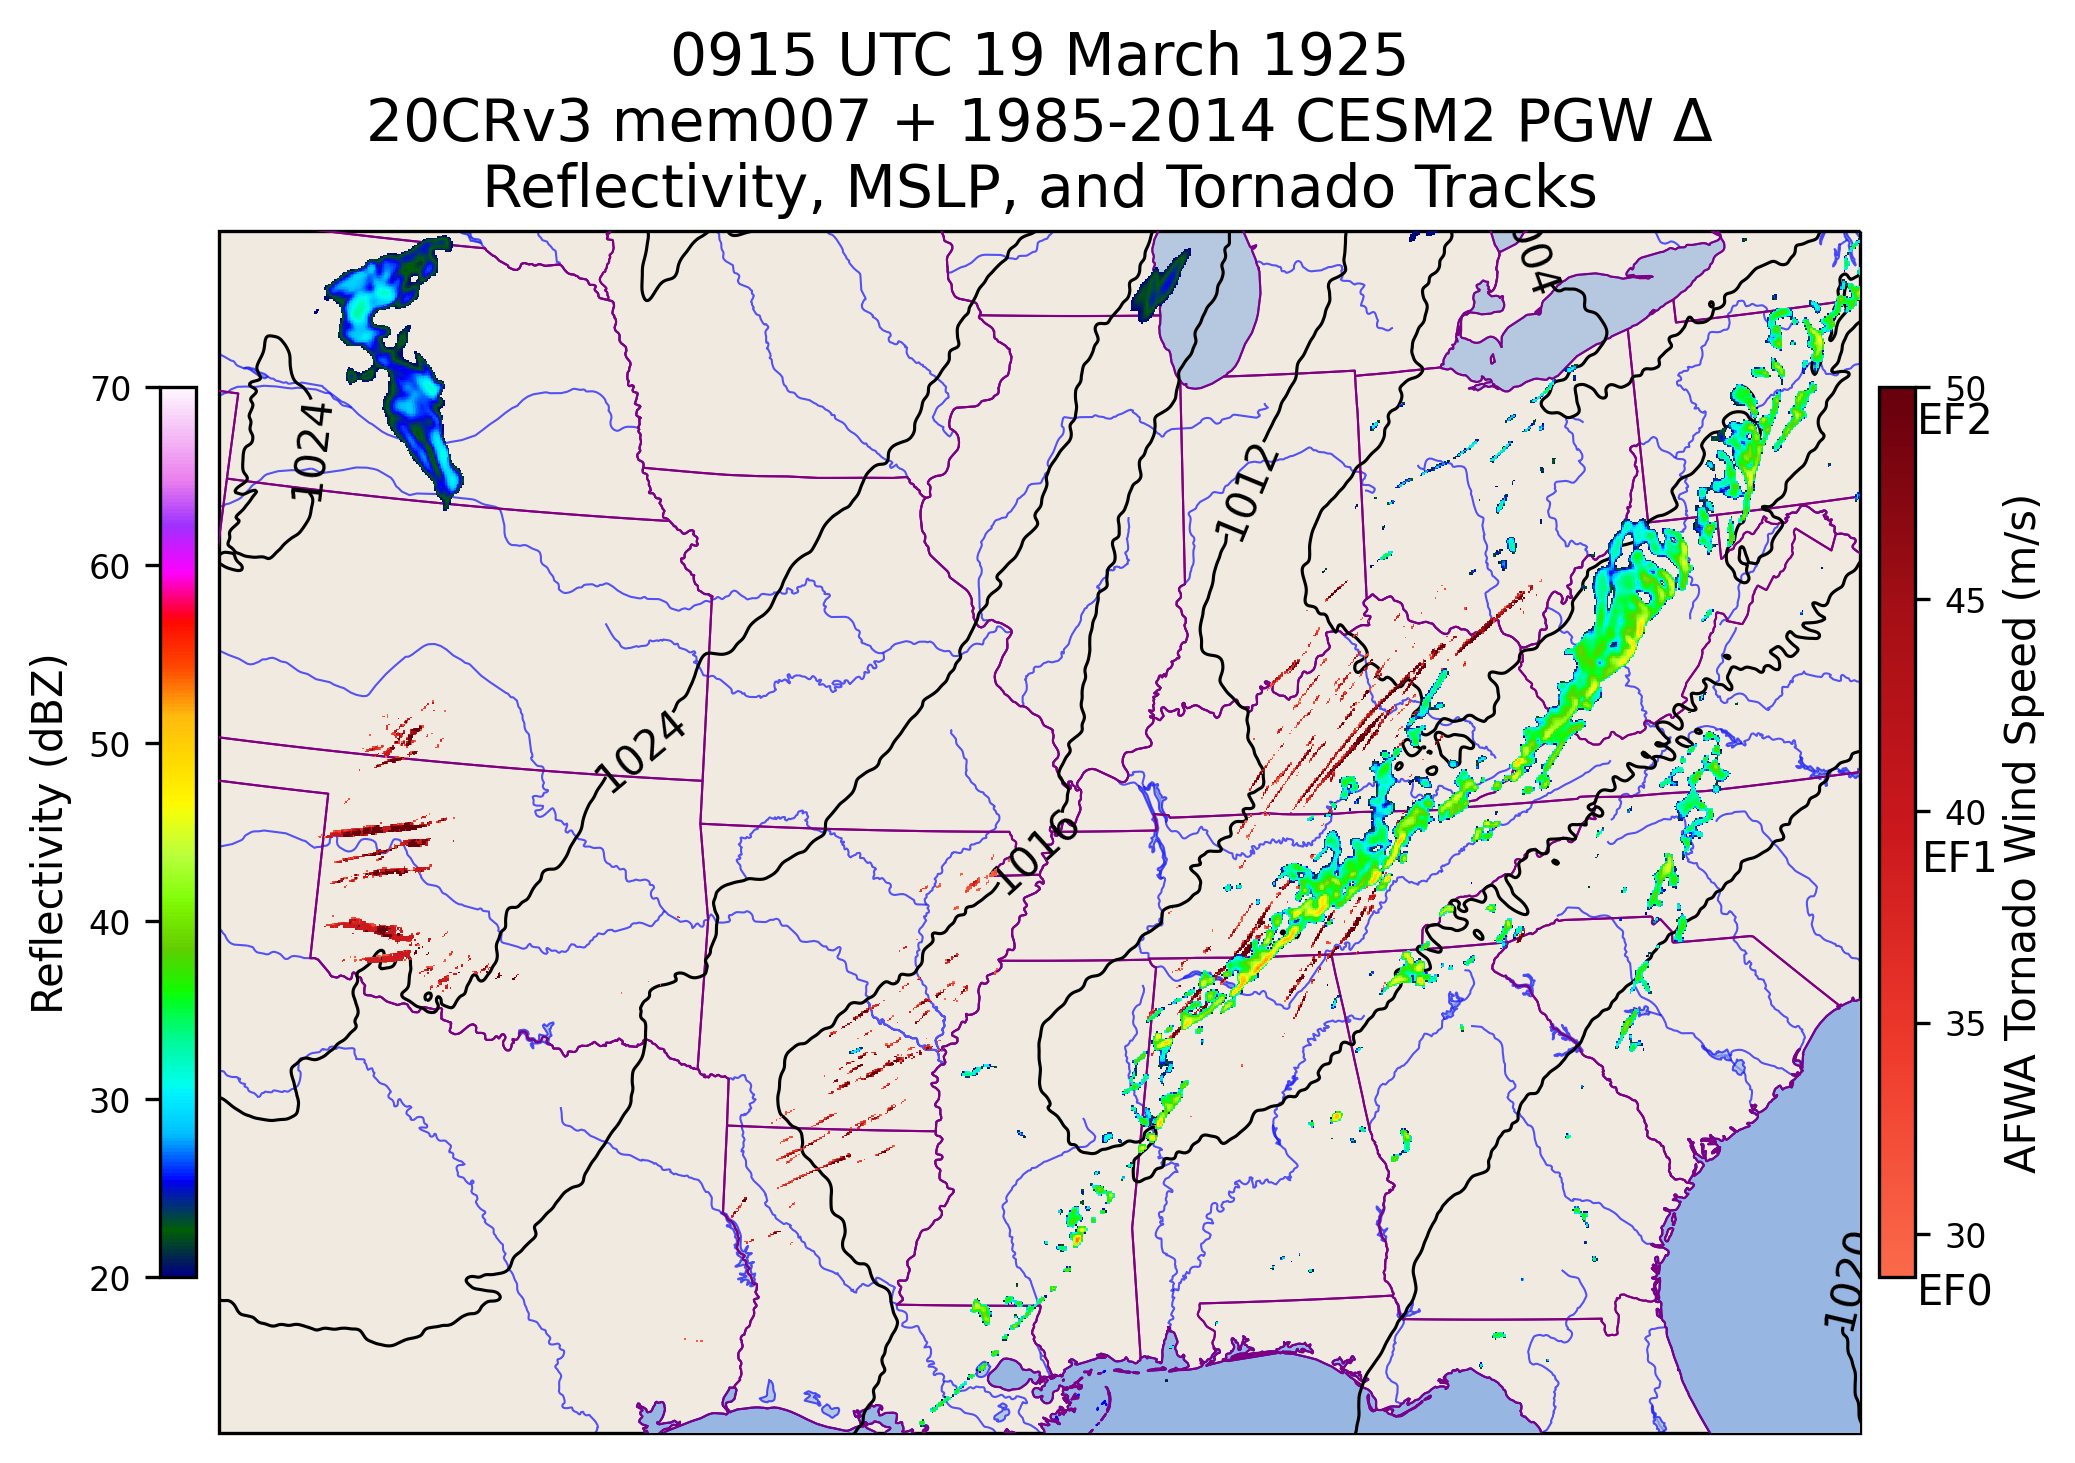 0915 UTC 19 March 1925
20CRv3 mem007 + 1985-2014 CESM2 PGW Δ
Reflectivity, MSLP, and Tornado Tracks
004
1024
1012
1024
1016
1020
70
60
50
40
30
20
Reflectivity (dBZ)
50
EF2
45
40
EF1
35
30
EF0
AFWA Tornado Wind Speed (m/s)